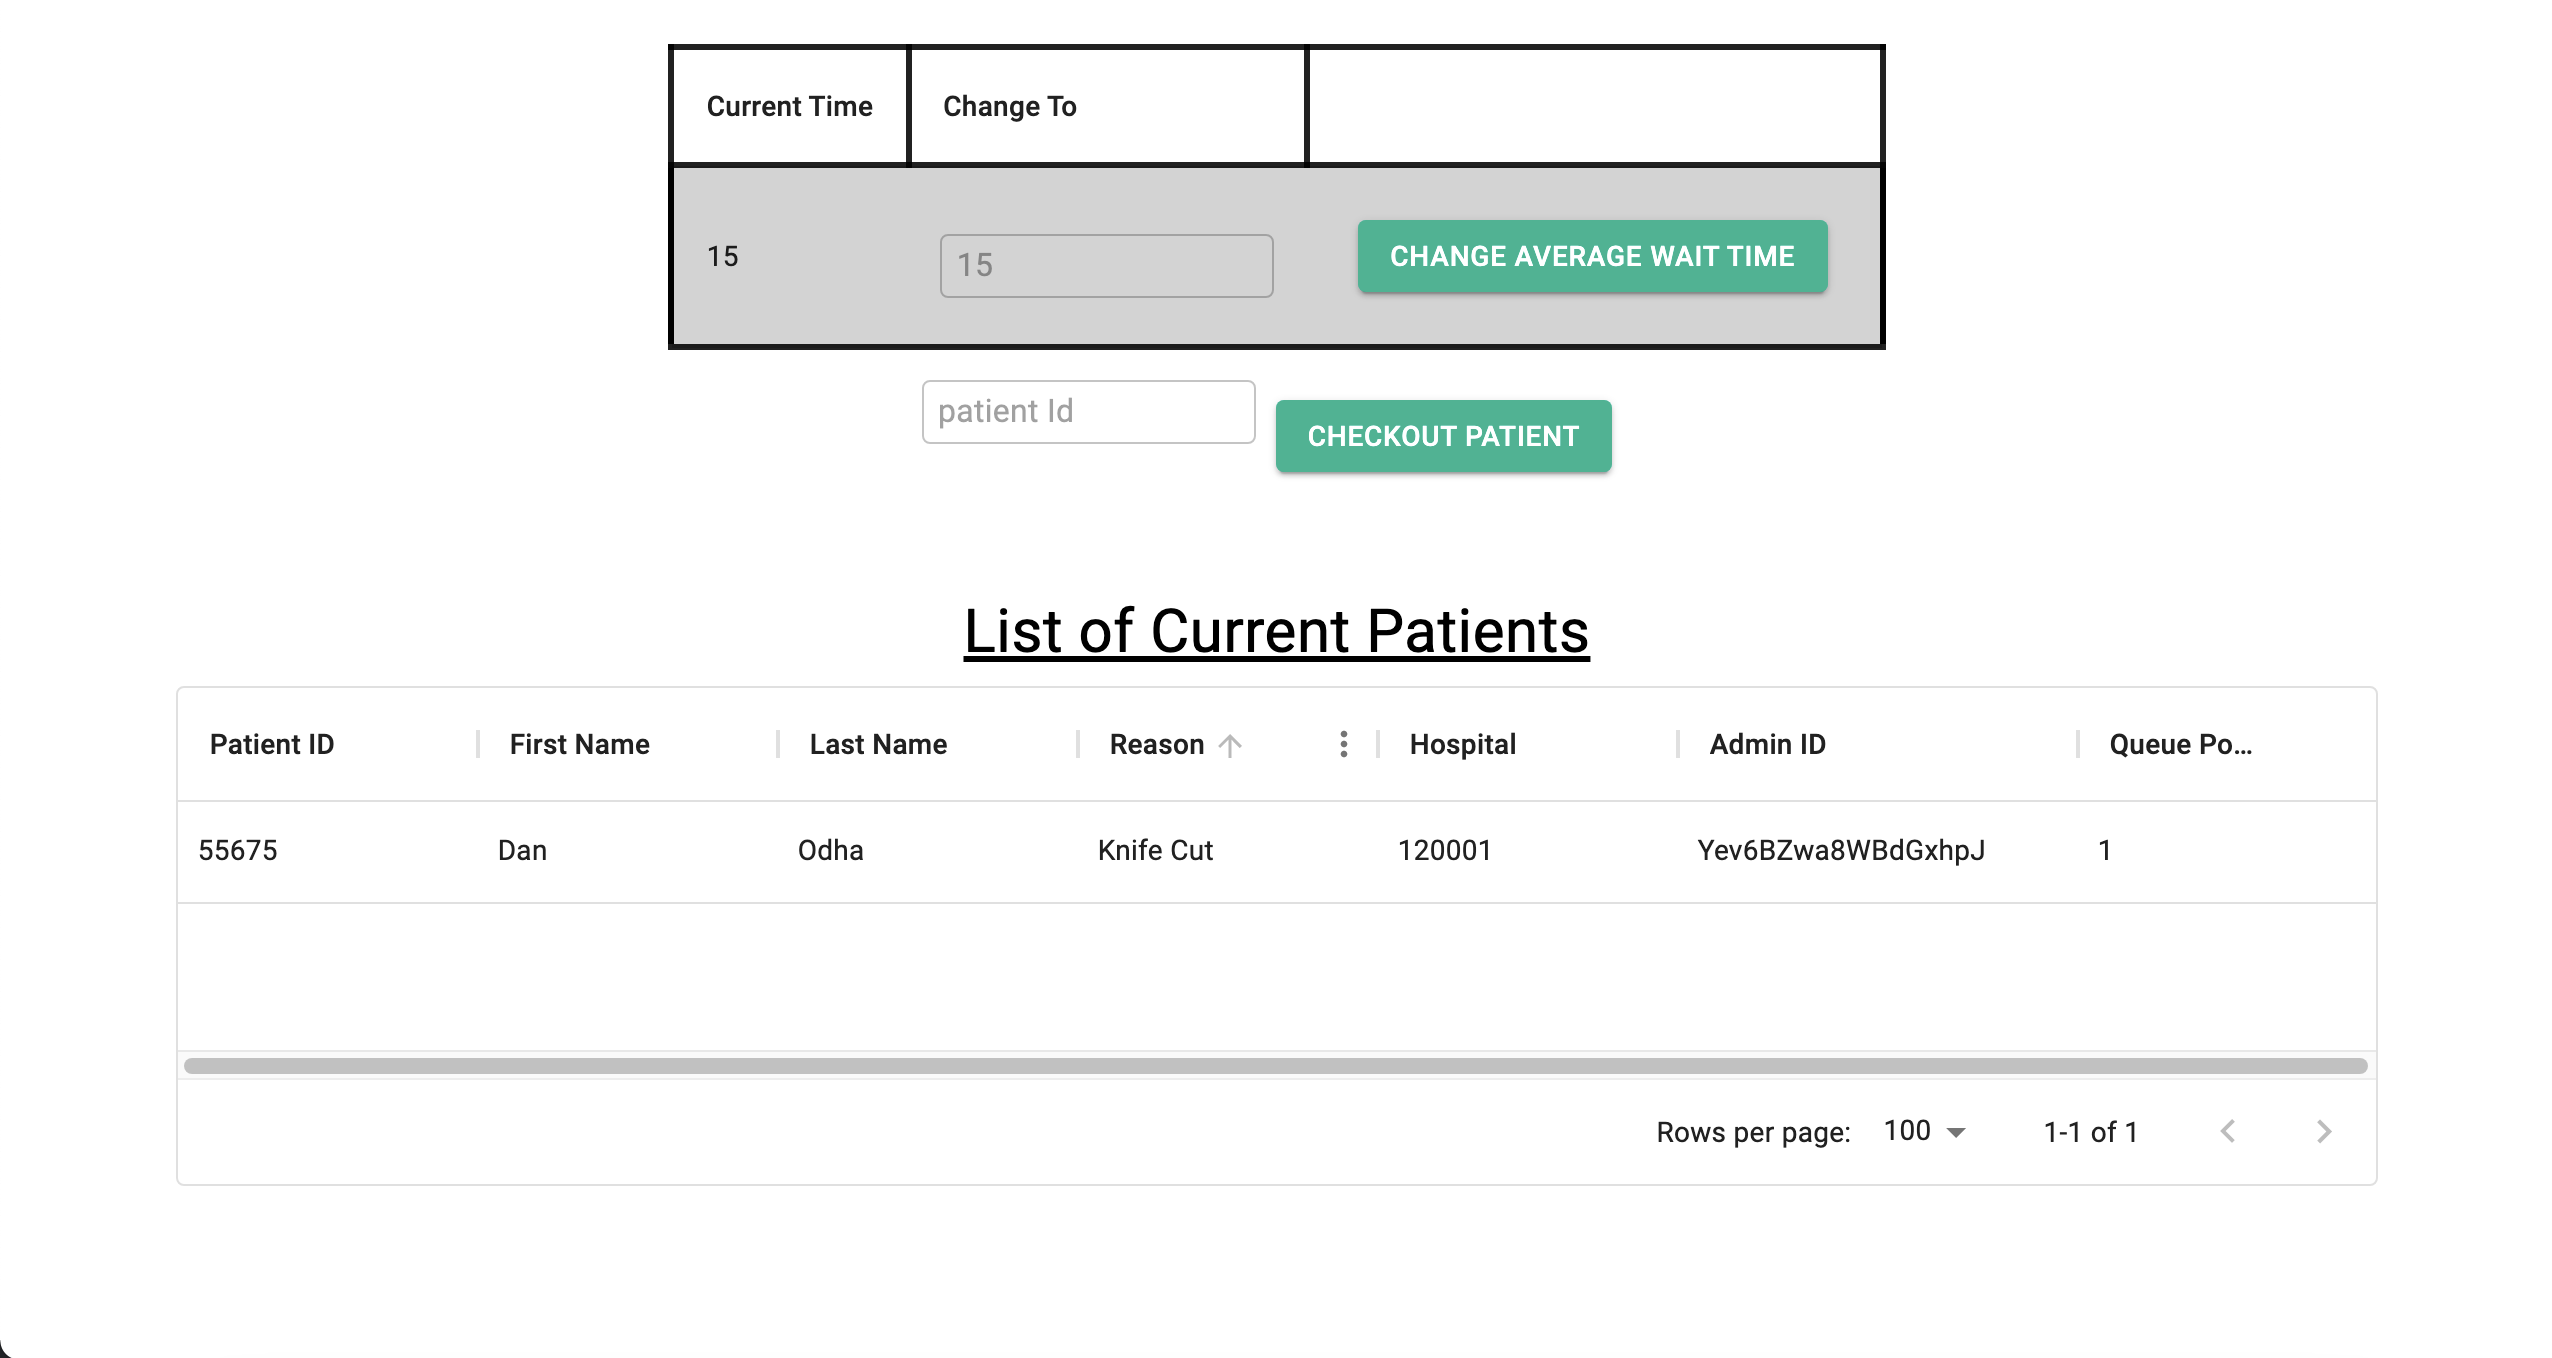 Current Time Change To
15 15 CHANGE AVERAGE WAIT TIME
patient Id CHECKOUT PATIENT
List of Current Patients
Patient ID First Name Last Name Reason Hospital Admin ID Queue Po...
55675 Dan Odha Knife Cut 120001 Yev6BZwa8WBdGxhpJ 1
Rows per page: 100 1-1 of 1